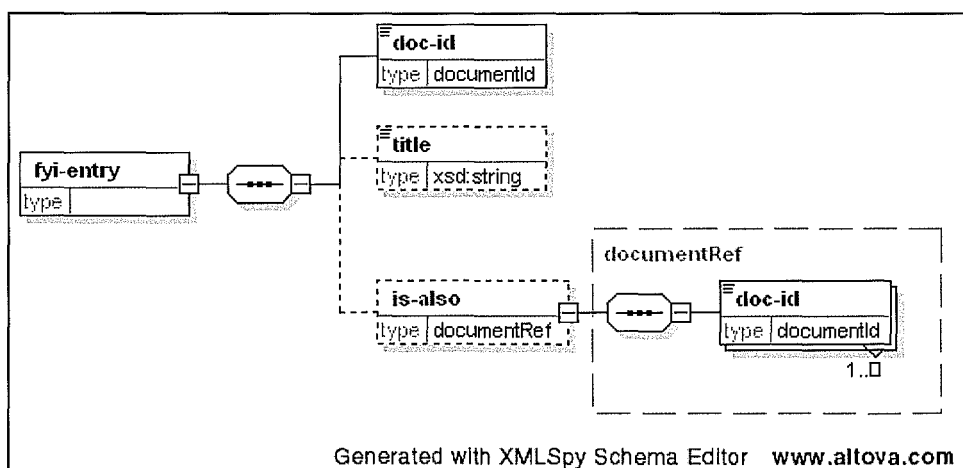 doc-id
type documentId
title
type xsd:string
fyi-entry
type
documentRef
is-also
type documentRef
doc-id
type documentId
1..
Generated with XMLSpy Schema Editor www.altova.com